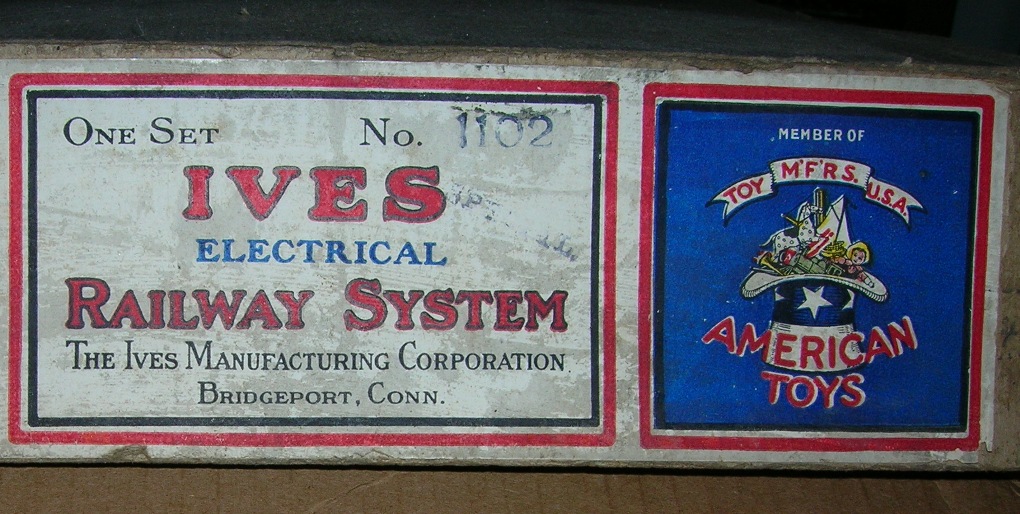 ONE SET No. 1102
IVES
ELECTRICAL
RAILWAY SYSTEM
THE IVES MANUFACTURING CORPORATION
BRIDGEPORT, CONN.
MEMBER OF
TOY M'F'RS. U.S.A.
AMERICAN
TOYS